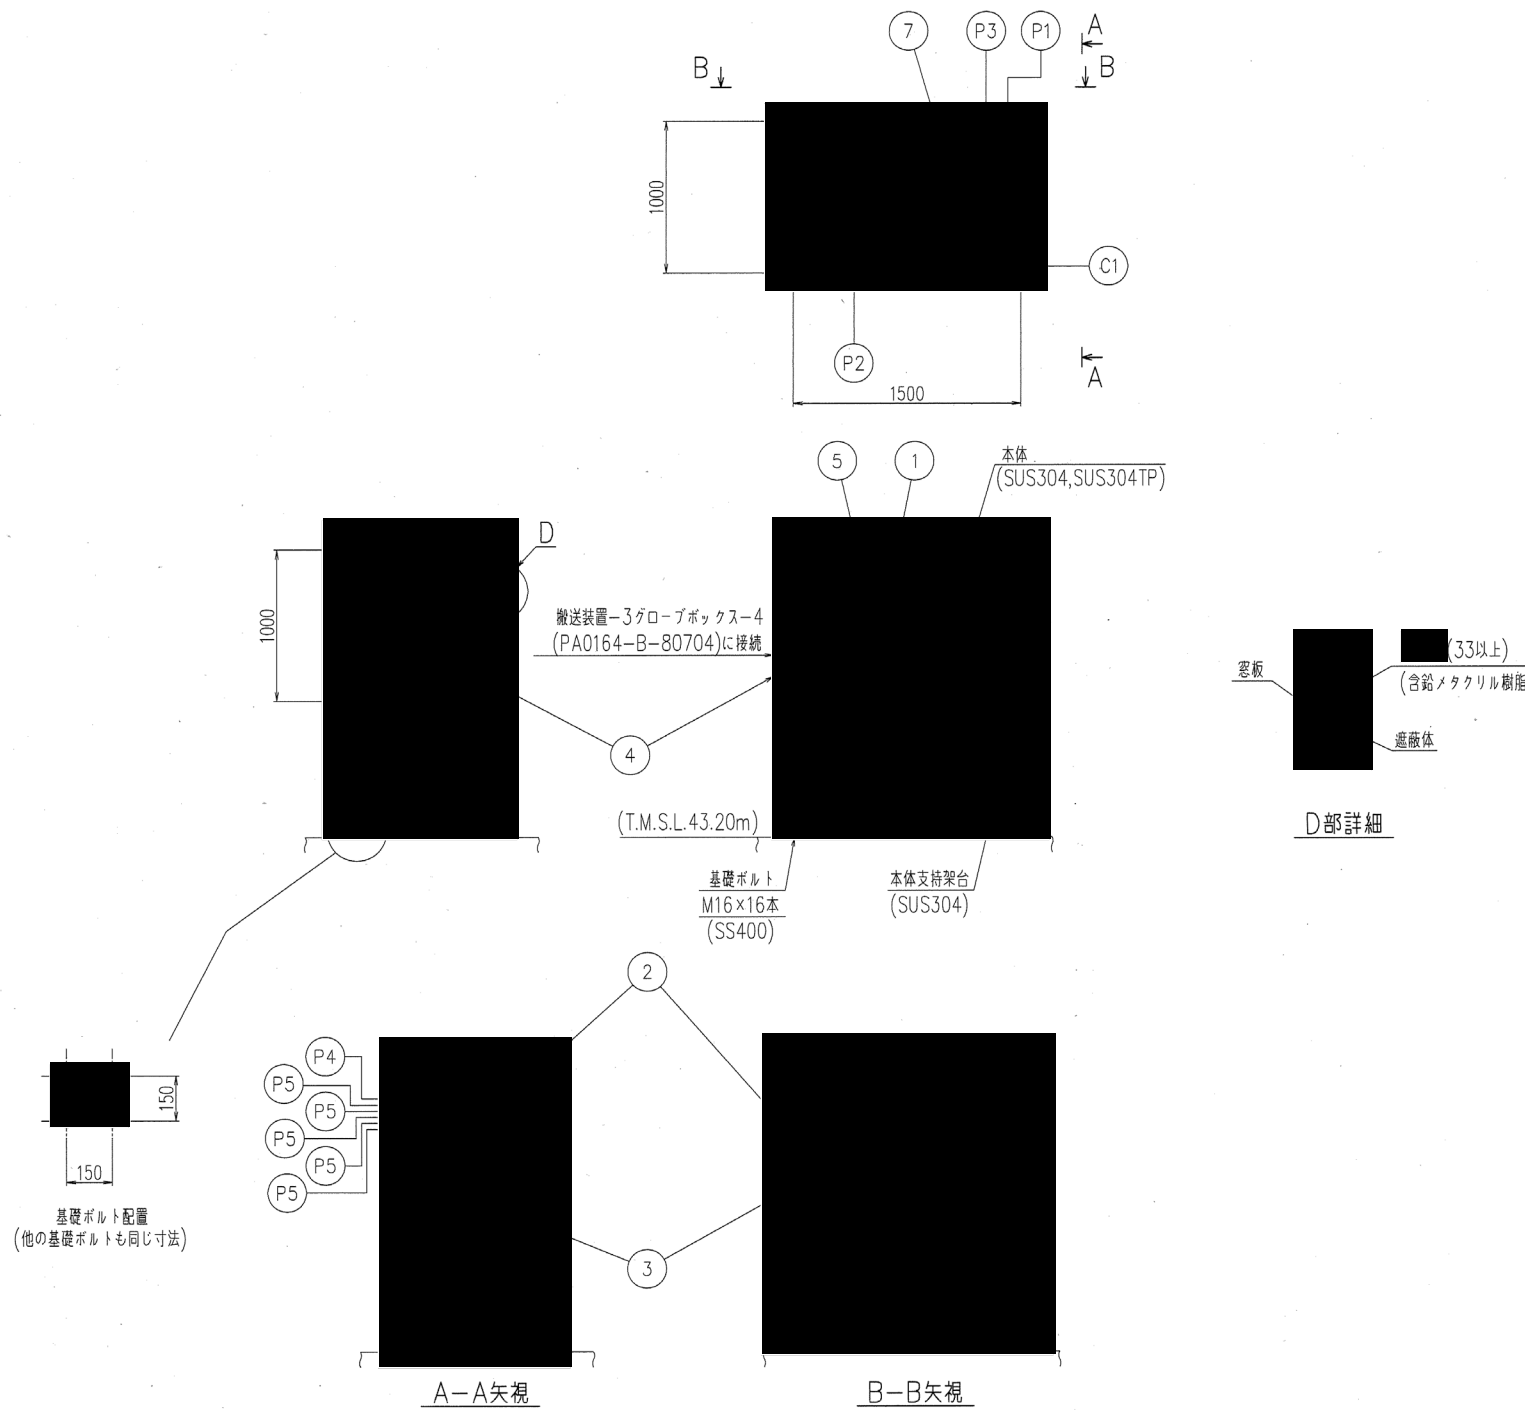 7
P3
P1
A
B
B
1000
C1
P2
A
1500
5
1
本体
(SUS304,SUS304TP)
D
1000
搬送装置-3グローブボックス-4
(PA0164-B-80704)に接続
4
(T.M.S.L.43.20m)
基礎ボルト
M16×16本
(SS400)
本体支持架台
(SUS304)
(33以上)
窓板
(含鉛メタクリル樹脂
遮蔽体
D部詳細
2
P4
P5
P5
P5
P5
P5
150
150
基礎ボルト配置
(他の基礎ボルトも同じ寸法)
3
A-A矢視
B-B矢視